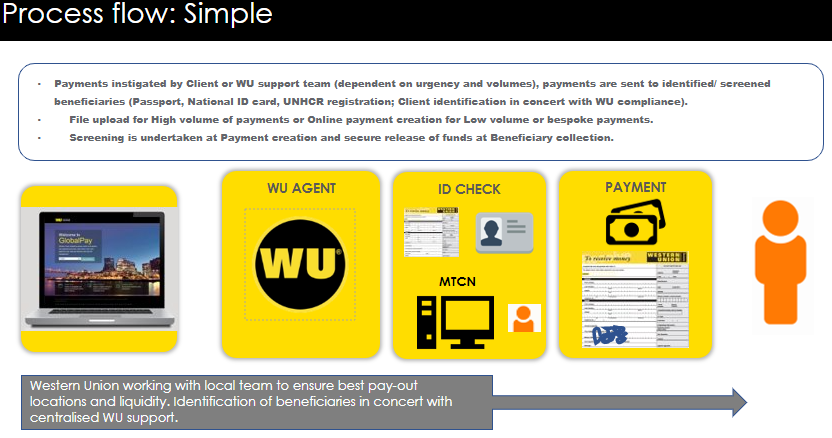 Process flow: Simple
Payments instigated by Client or WU support team (dependent on urgency and volumes), payments are sent to identified/ screened
beneficiaries (Passport, National ID card, UNHCR registration; Client identification in concert with WU compliance).
File upload for High volume of payments or Online payment creation for Low volume or bespoke payments.
Screening is undertaken at Payment creation and secure release of funds at Beneficiary collection.
WU AGENT
ID CHECK
PAYMENT
Welcome to
GlobalPay
WU
MTCN
To receive money
WESTERN
UNION
Western Union working with local team to ensure best pay-out
locations and liquidity. Identification of beneficiaries in concert with
centralised WU support.